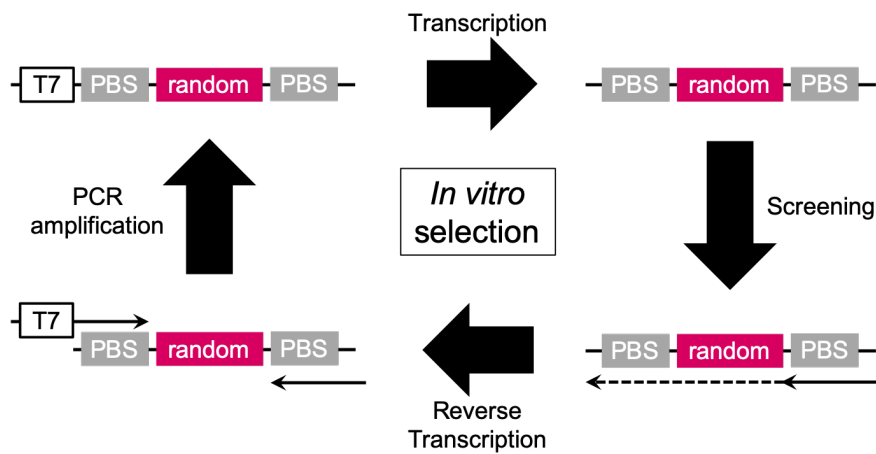 Transcription
T7 PBS random PBS
PBS random PBS
PCR
amplification
In vitro
selection
Screening
T7
PBS random PBS
PBS random PBS
Reverse
Transcription